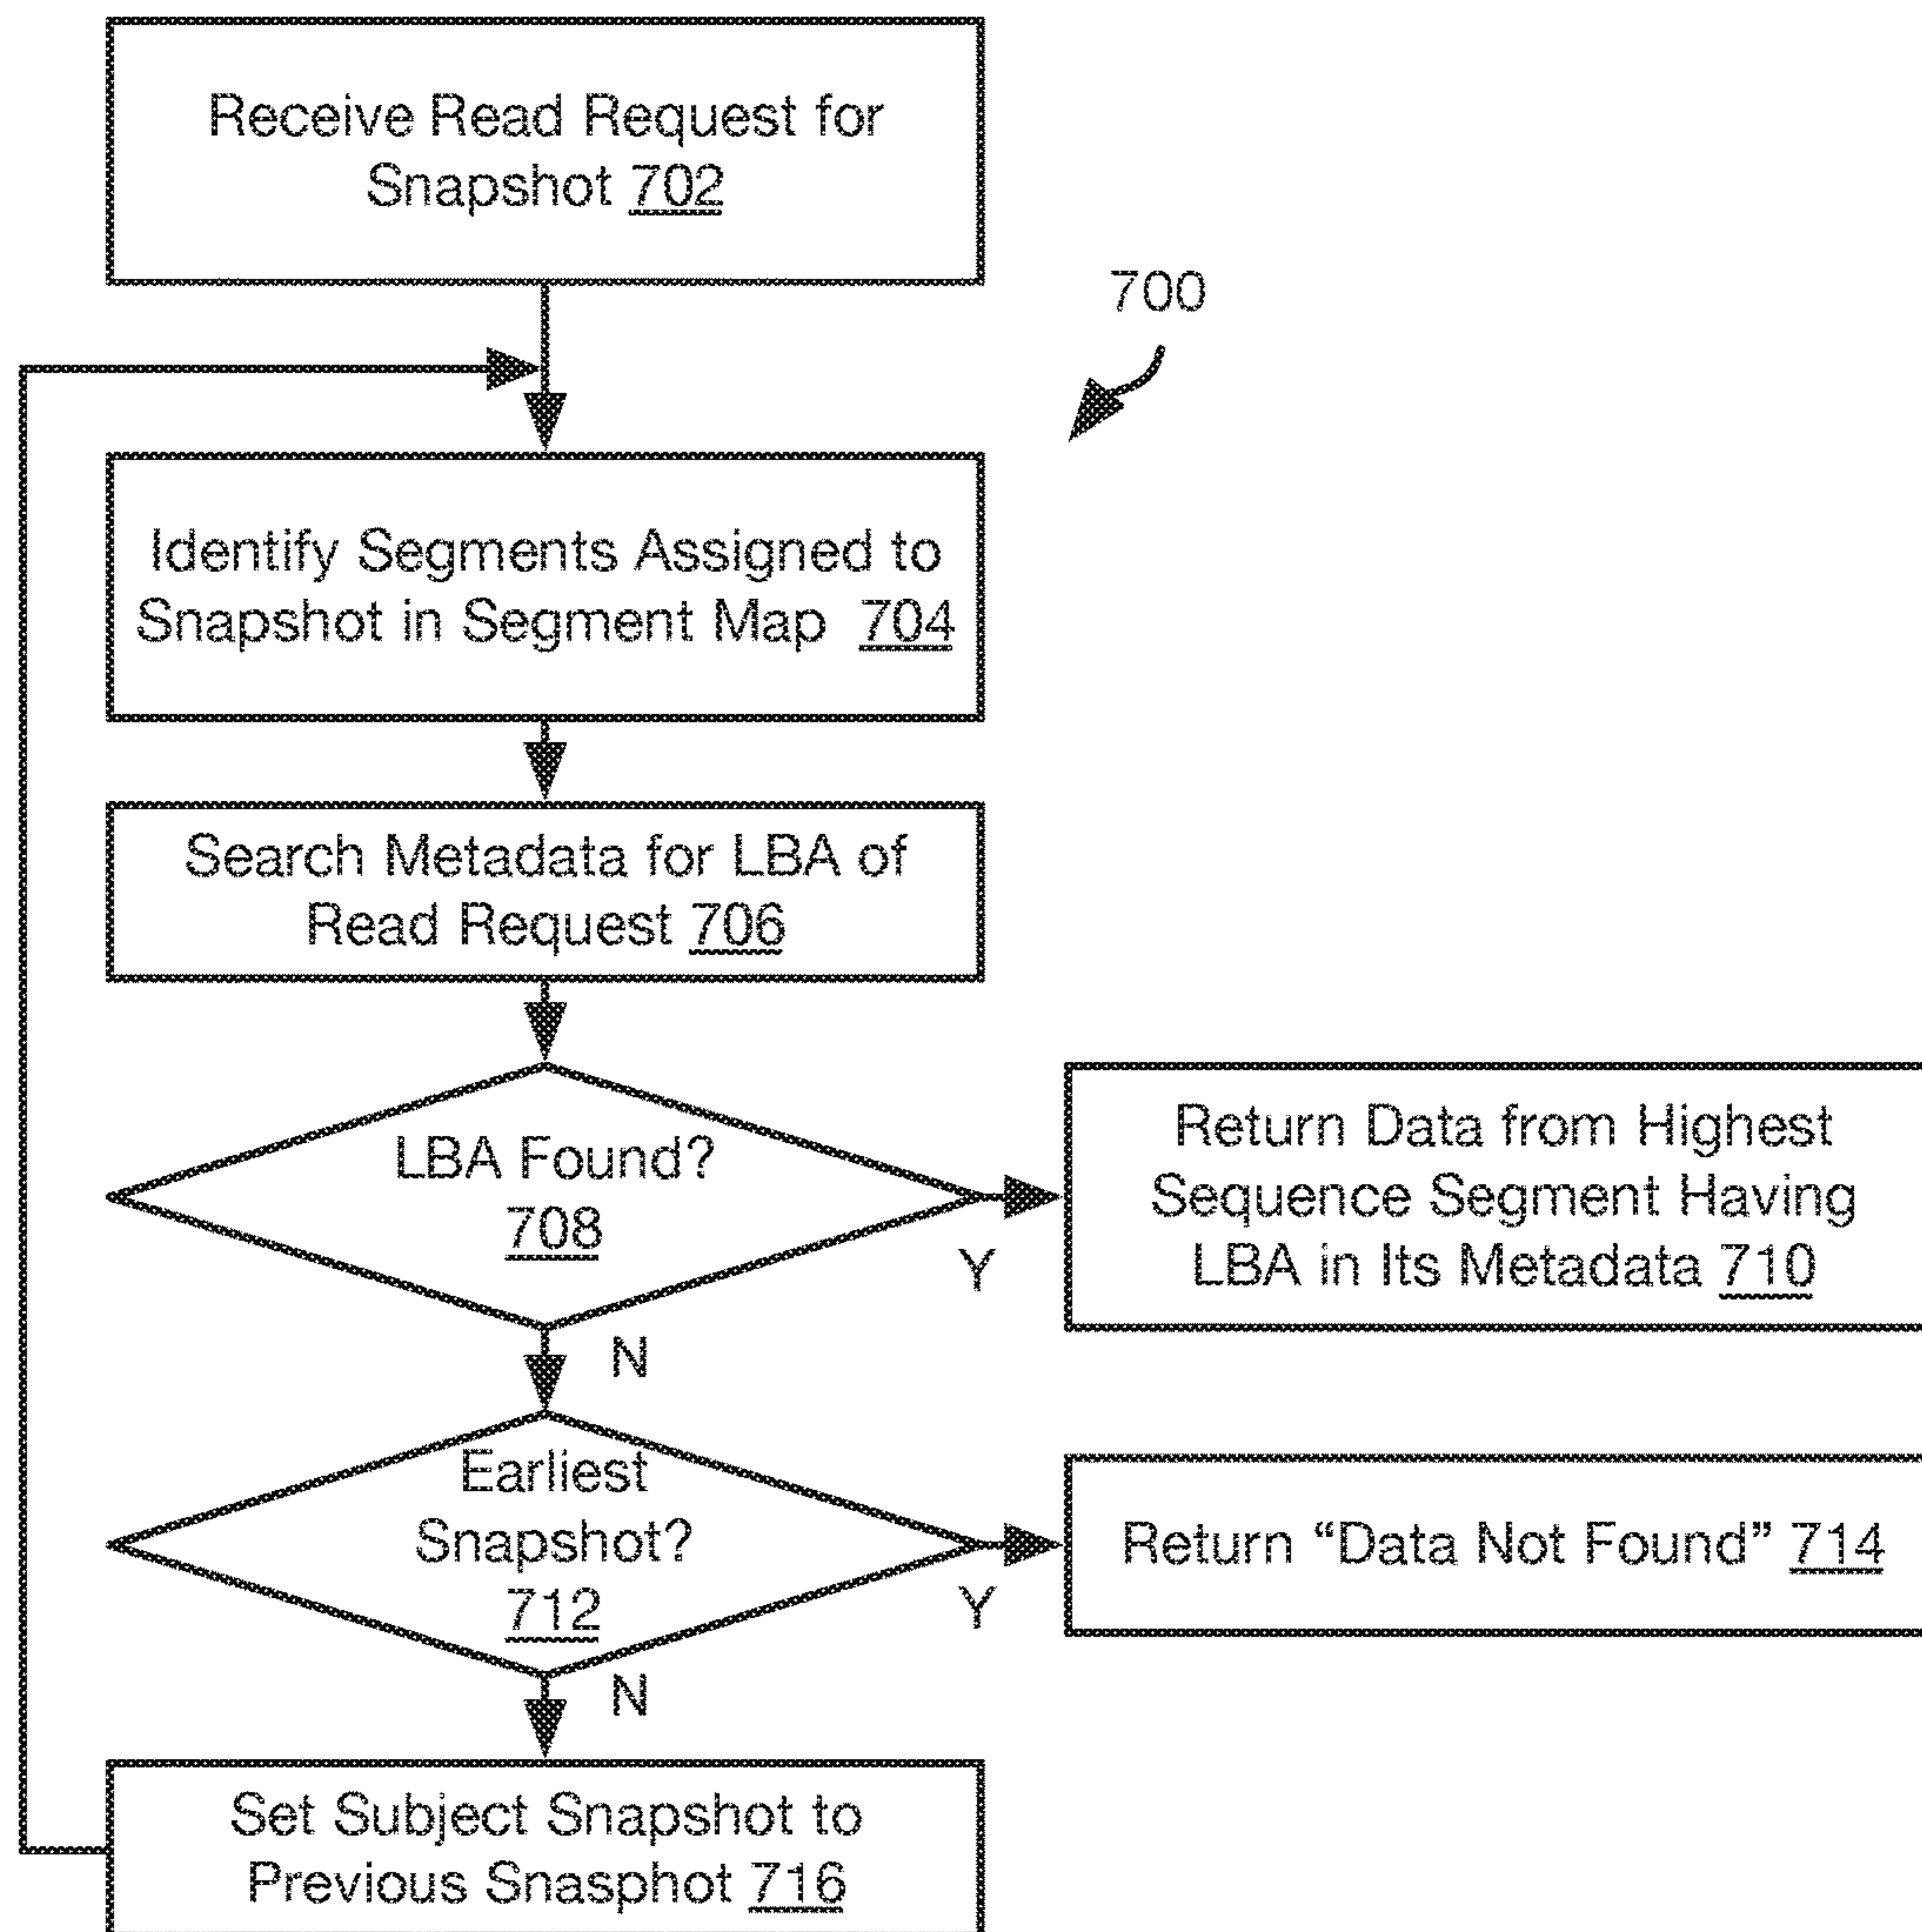 Receive Read Request for
Snapshot 702
700
Identify Segments Assigned to
Snapshot in Segment Map 704
Search Metadata for LBA of
Read Request 706
LBA Found?
708
Y
N
Return Data from Highest
Sequence Segment Having
LBA in Its Metadata 710
Earliest
Snapshot?
712
Y
N
Return “Data Not Found” 714
Set Subject Snapshot to
Previous Snasphot 716